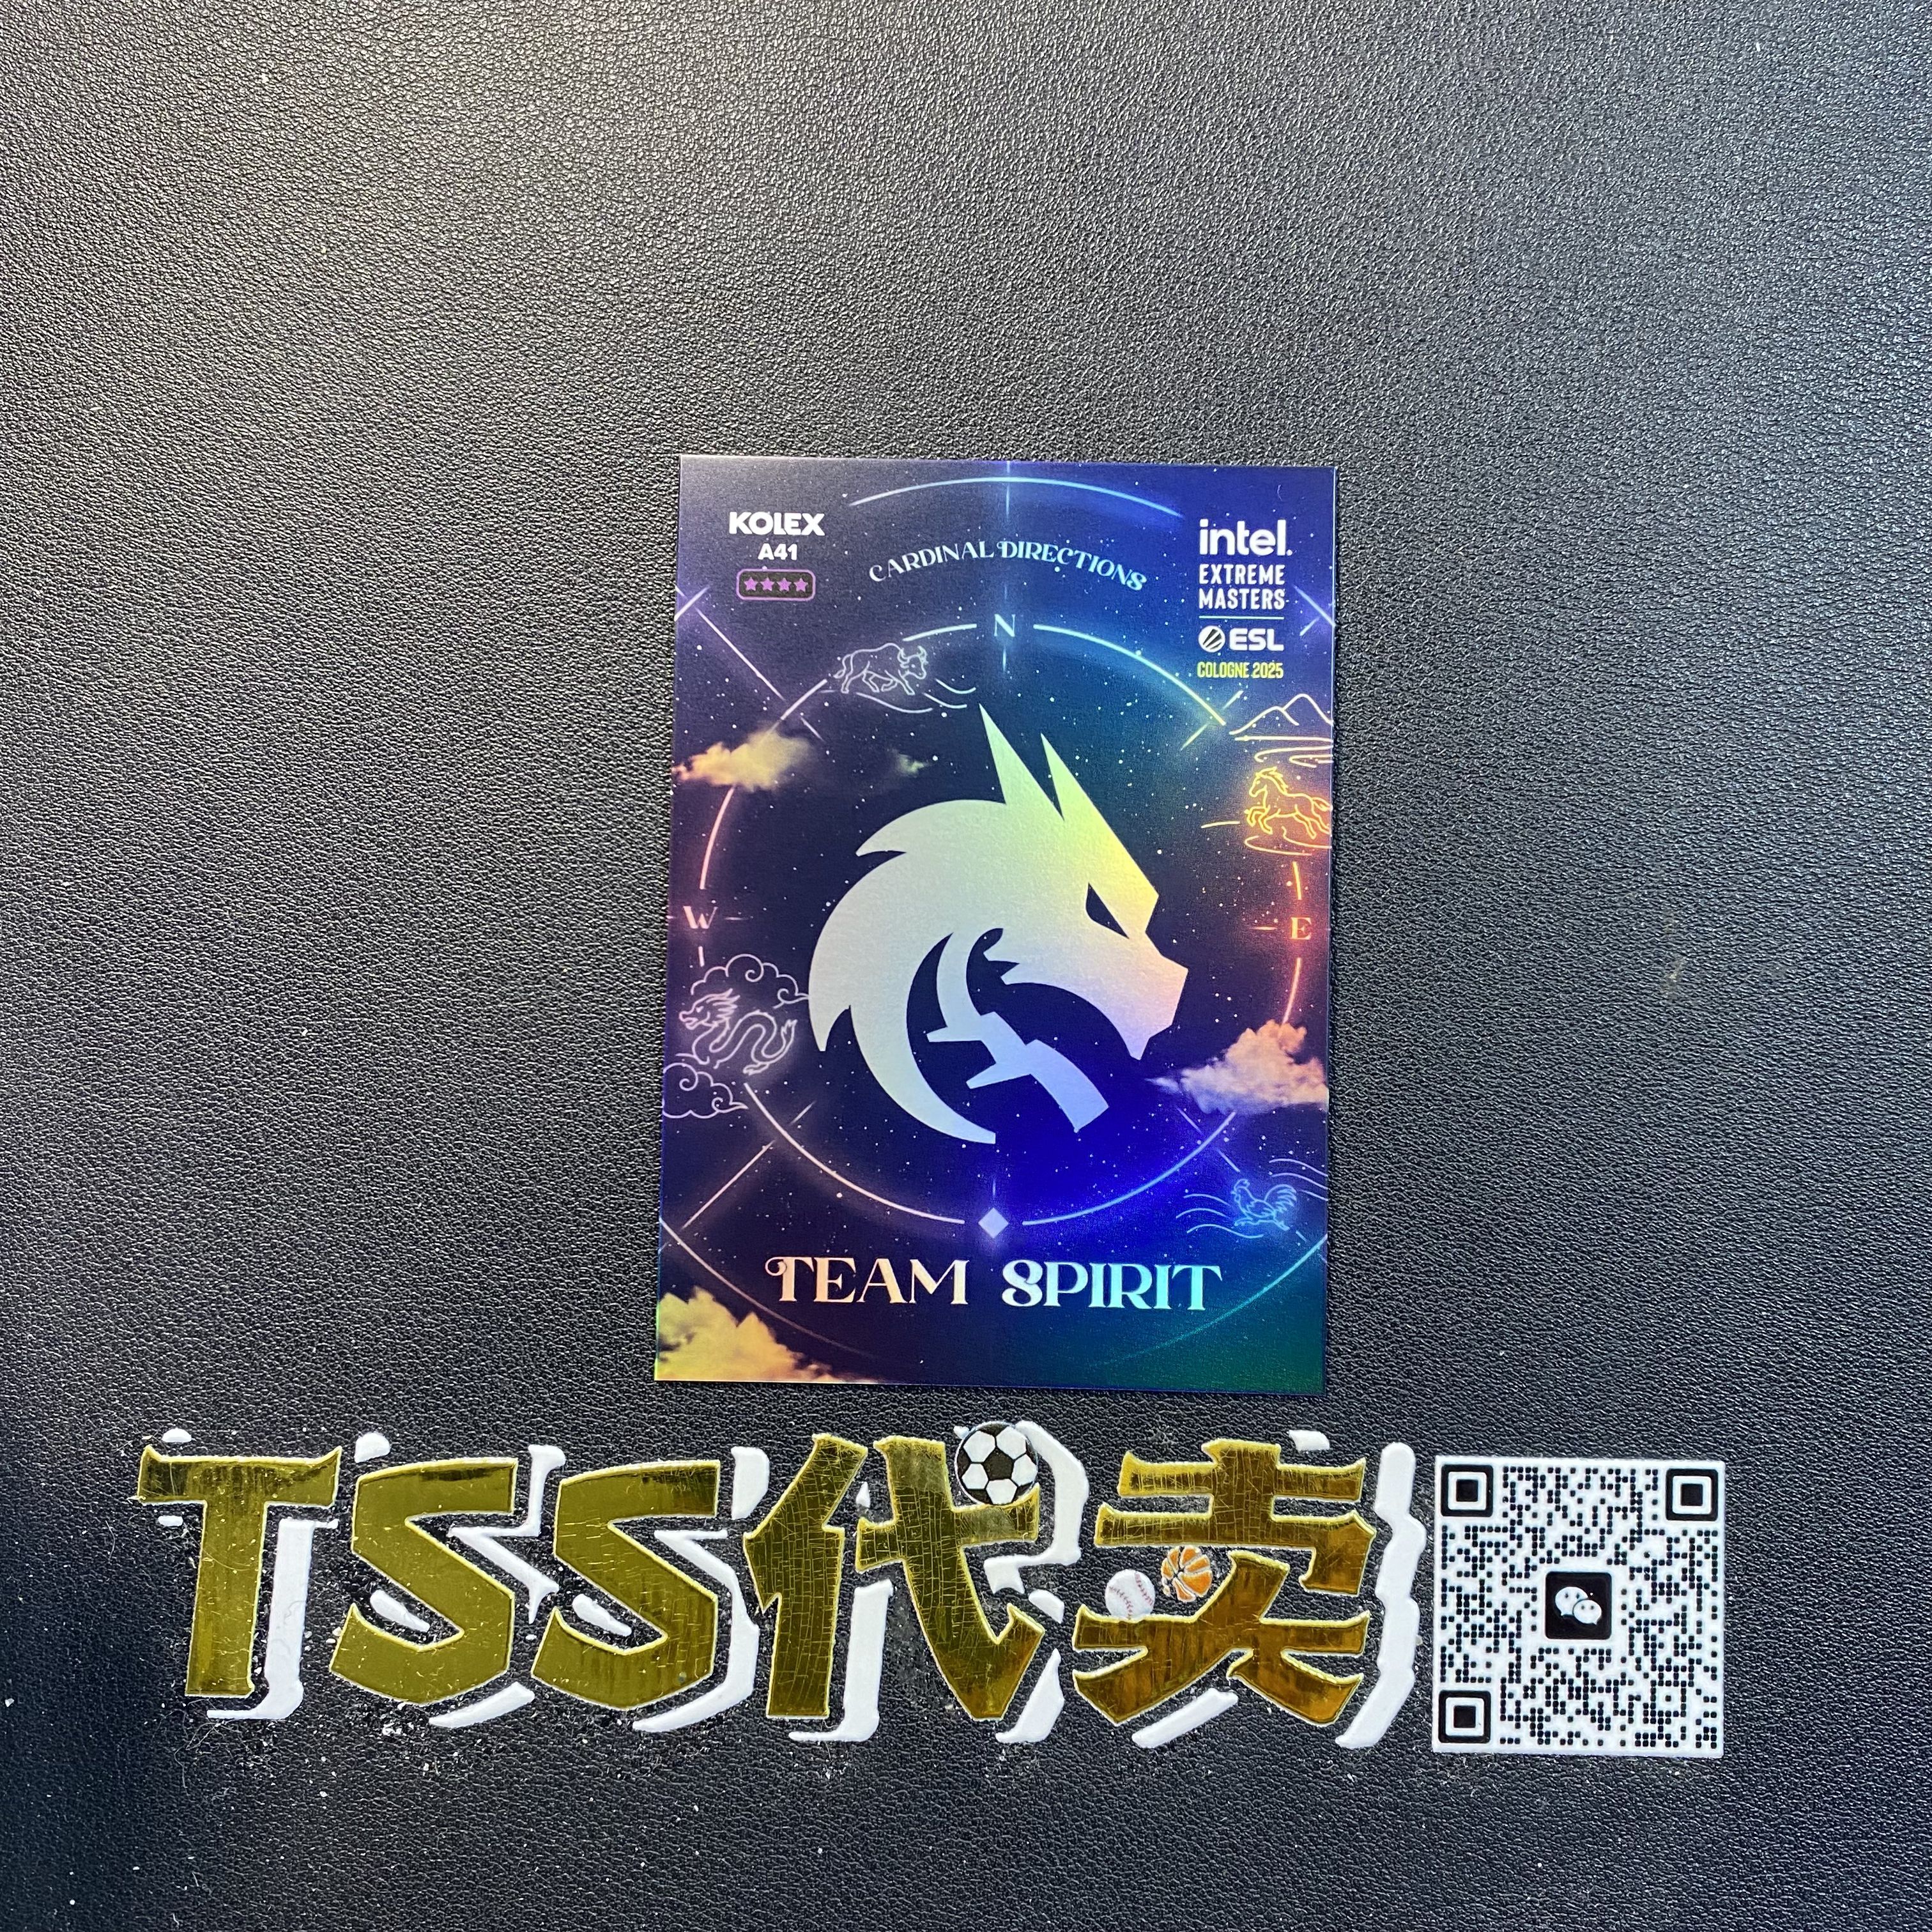 KOLEX
A41
CARDINAL DIRECTIONS
intel.
EXTREME
MASTERS
ESL
COLOGNE 2025
N
W
E
TEAM SPIRIT
TSS代卖